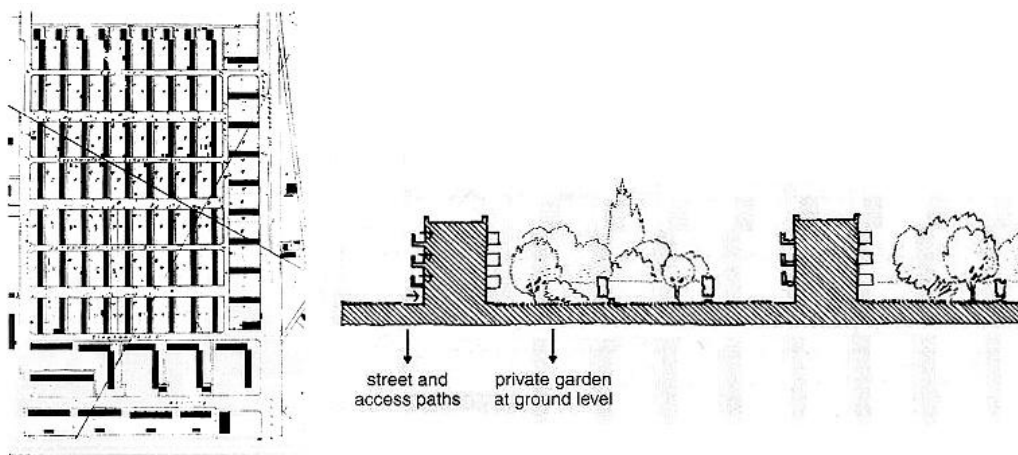 street and
access paths
private garden
at ground level